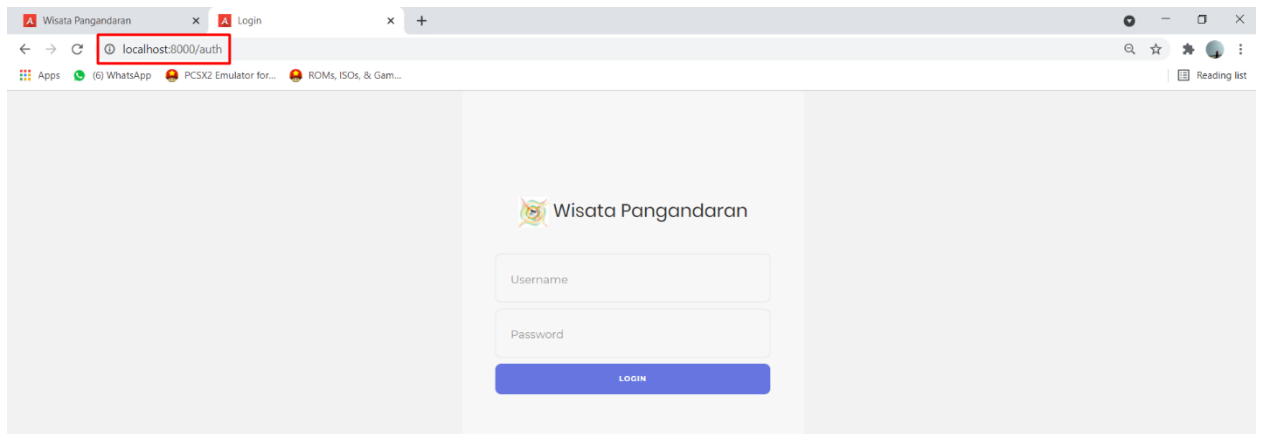 Wisata Pangandaran Login
localhost:8000/auth
Apps (6) WhatsApp PCSX2 Emulator for... ROMs, ISOs, & Gam... Reading list
Wisata Pangandaran
Username
Password
LOGIN